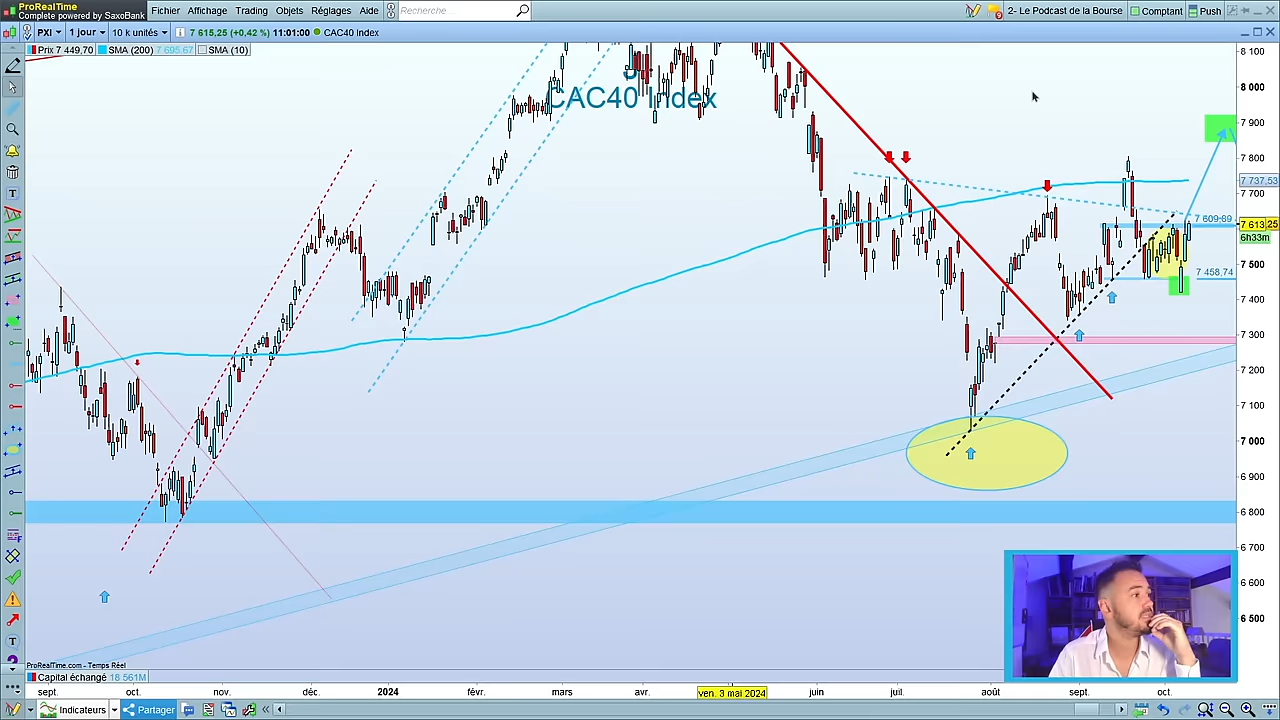 ProRealTime
Complete powered by SaxoBank
Fichier Affichage Trading Objets Réglages Aide
Recherche
2- Le Podcast de la Bourse
Comptant
Push
PXI
1 jour
10 k unités
7 615,25 (+0,42 %) 11:01:00
CAC40 Index
Prix 7 449,70
SMA (200) 7 695.67
SMA (10)
CAC40 Index
8 100
8 000
7 900
7 800
7 737,53
7 700
7 609,89
7 613,25
6h33m
7 500
7 458,74
7 400
7 300
7 200
7 100
7 000
6 900
6 800
6 700
6 600
6 500
ProRealTime.com - Temps Réel
Capital échangé 18 561M
sept. oct. nov. déc. 2024 févr. mars avr. ven. 3 mai 2024 juin juil. août sept. oct.
Indicateurs
Partager